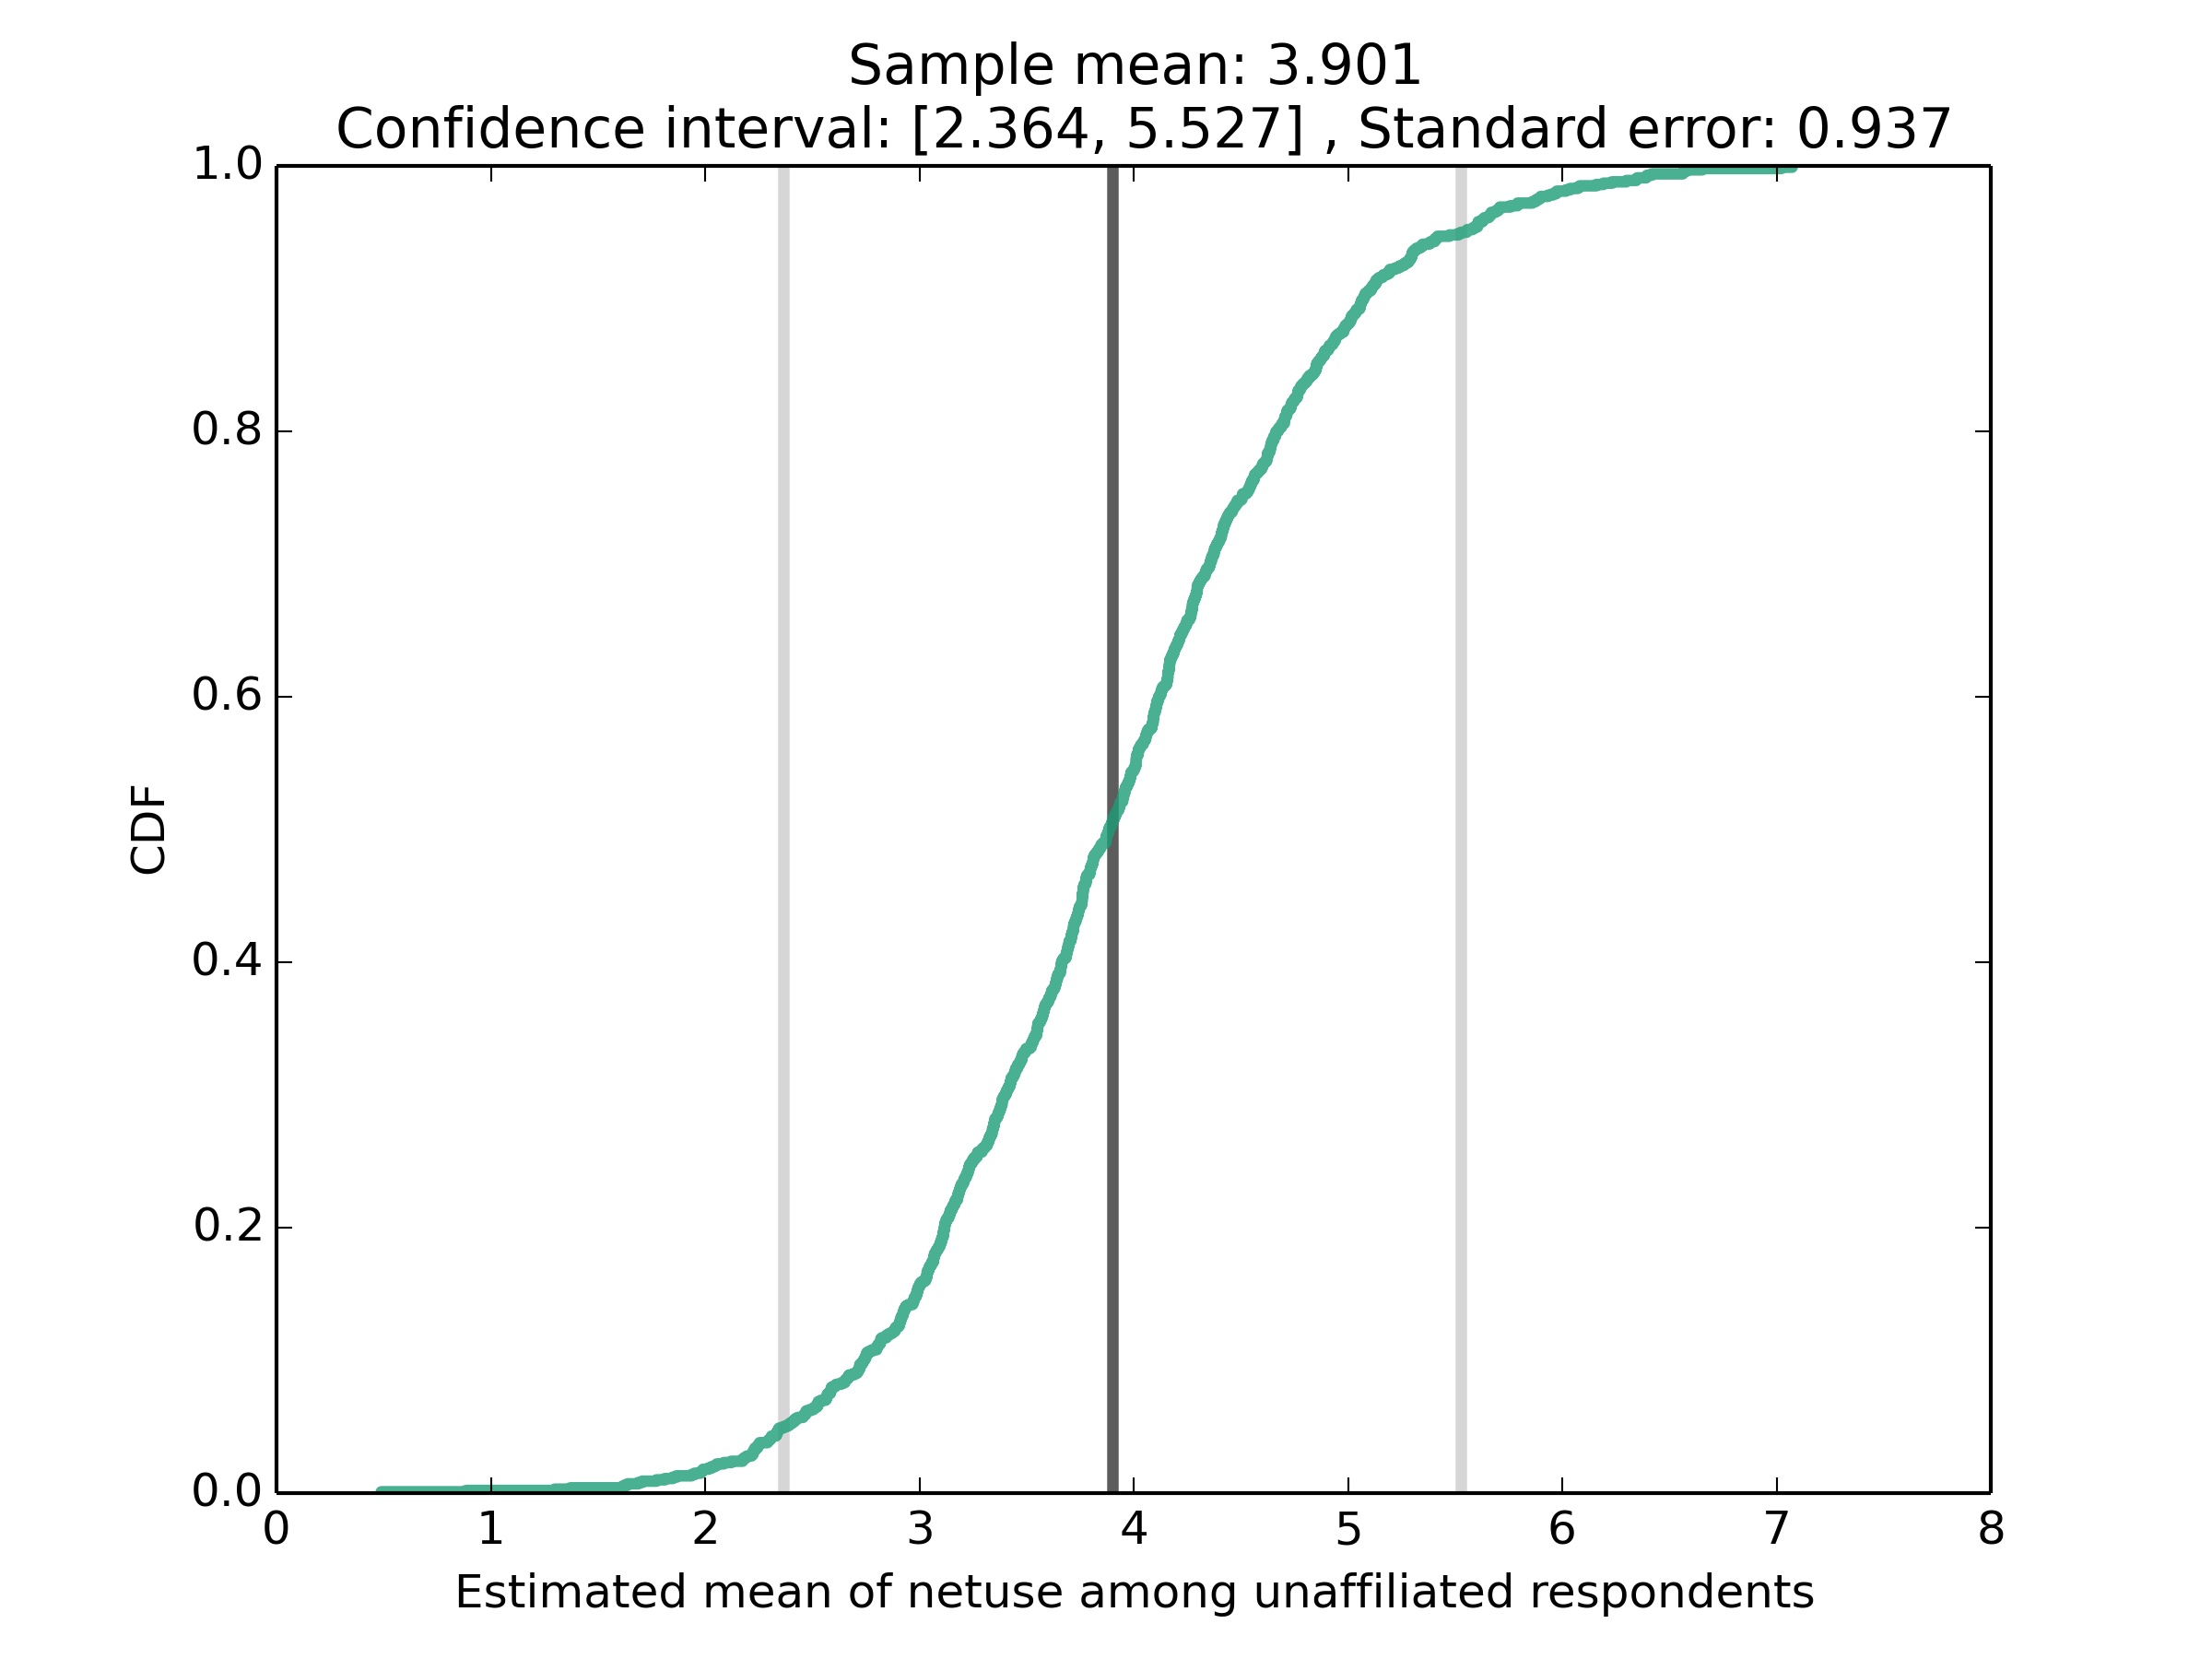 Sample mean: 3.901
Confidence interval: [2.364, 5.527] , Standard error: 0.937
1.0
0.8
0.6
0.4
0.2
0.0
CDF
0 1 2 3 4 5 6 7 8
Estimated mean of netuse among unaffiliated respondents